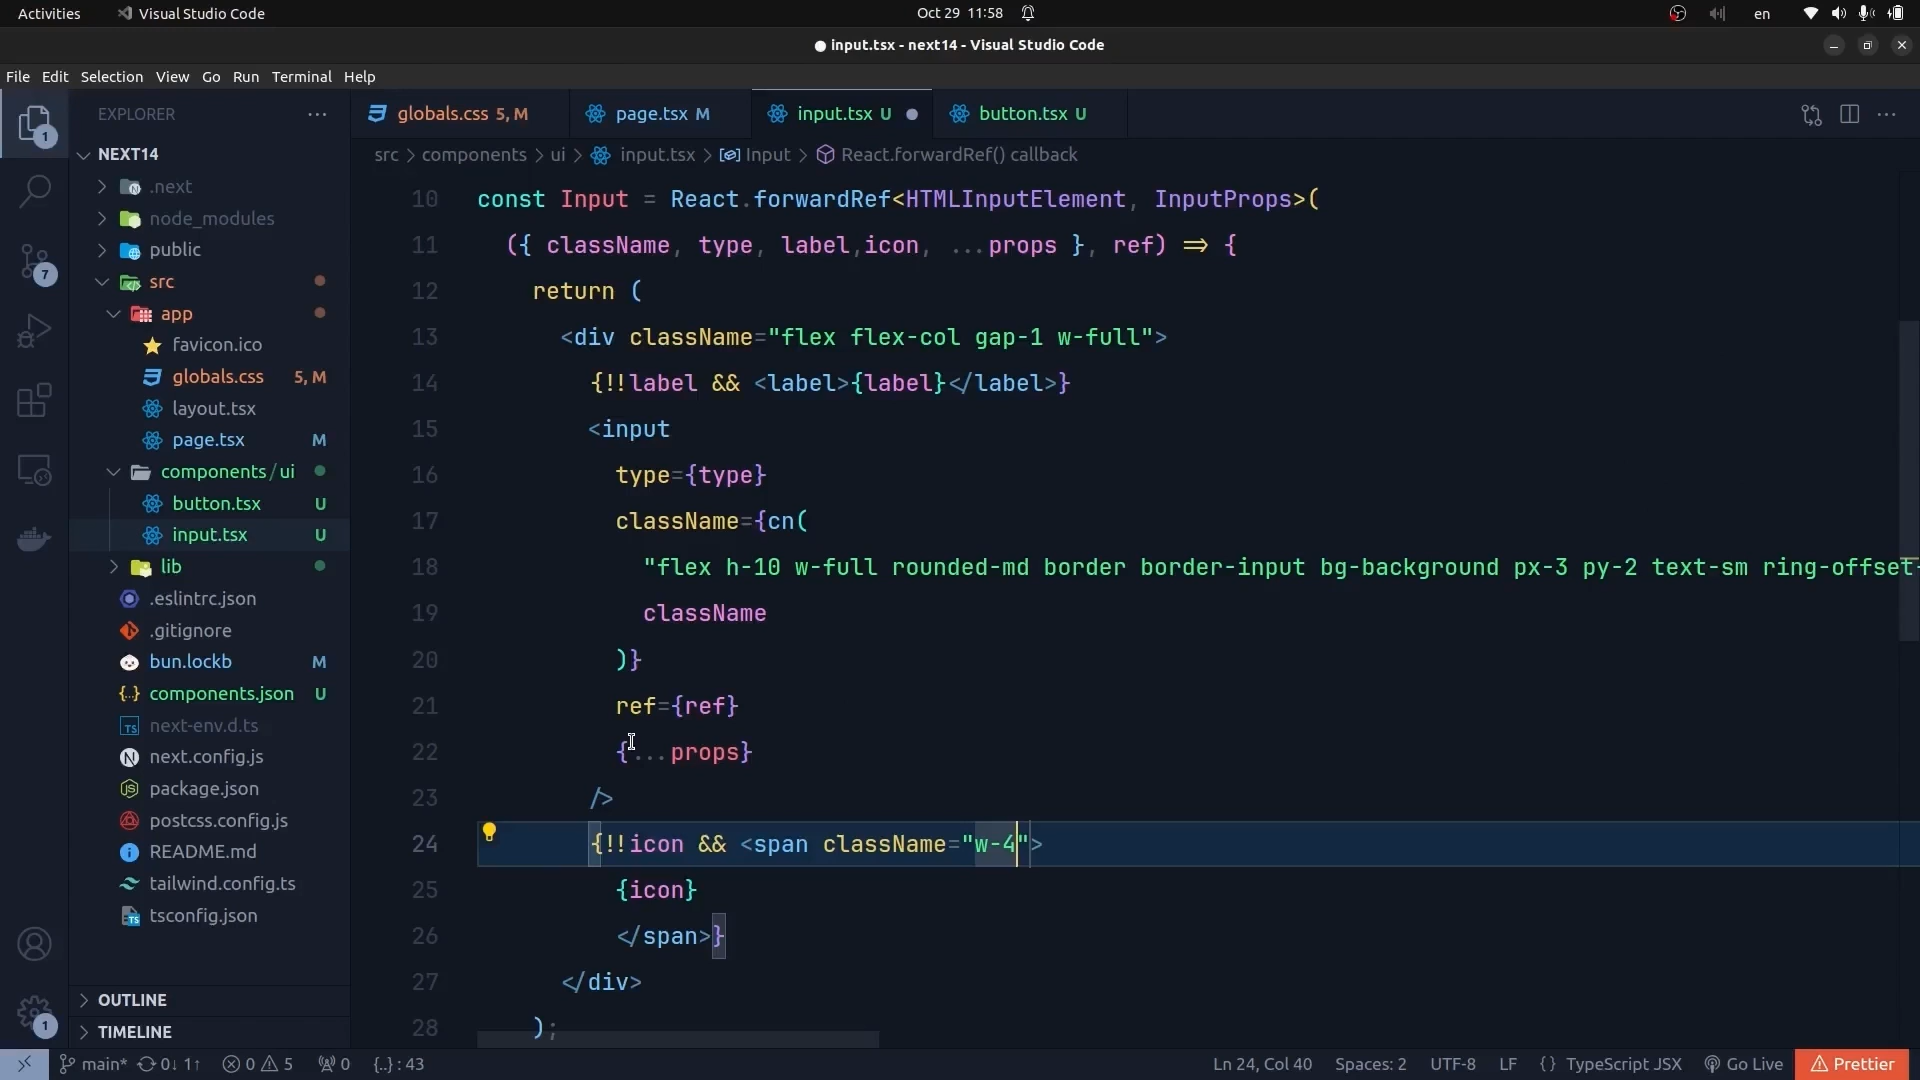 Activities
Visual Studio Code
Oct 29 11:58
en
● input.tsx - next14 - Visual Studio Code
File Edit Selection View Go Run Terminal Help
1
7
1
EXPLORER
NEXT14
.next
node_modules
public
src
app
favicon.ico
globals.css 5, M
layout.tsx
page.tsx M
components/ui
button.tsx U
input.tsx U
lib
.eslintrc.json
.gitignore
bun.lockb M
components.json U
next-env.d.ts
next.config.js
package.json
postcss.config.js
README.md
tailwind.config.ts
tsconfig.json
OUTLINE
TIMELINE
globals.css 5, M
page.tsx M
input.tsx U
button.tsx U
src > components > ui > input.tsx > Input > React.forwardRef() callback
10 const Input = React.forwardRef<HTMLInputElement, InputProps>(
11 ({ className, type, label,icon, ...props }, ref) => {
12 return (
13 <div className="flex flex-col gap-1 w-full">
14 {!!label && <label>{label}</label>}
15 <input
16 type={type}
17 className={cn(
18 "flex h-10 w-full rounded-md border border-input bg-background px-3 py-2 text-sm ring-offset-
19 className
20 )}
21 ref={ref}
22 {...props}
23 />
24 {!!icon && <span className="w-4">
25 {icon}
26 </span>}
27 </div>
28 );
main* 0↓ 1↑ 0 5 0 {..} : 43
Ln 24, Col 40 Spaces: 2 UTF-8 LF {} TypeScript JSX Go Live Prettier